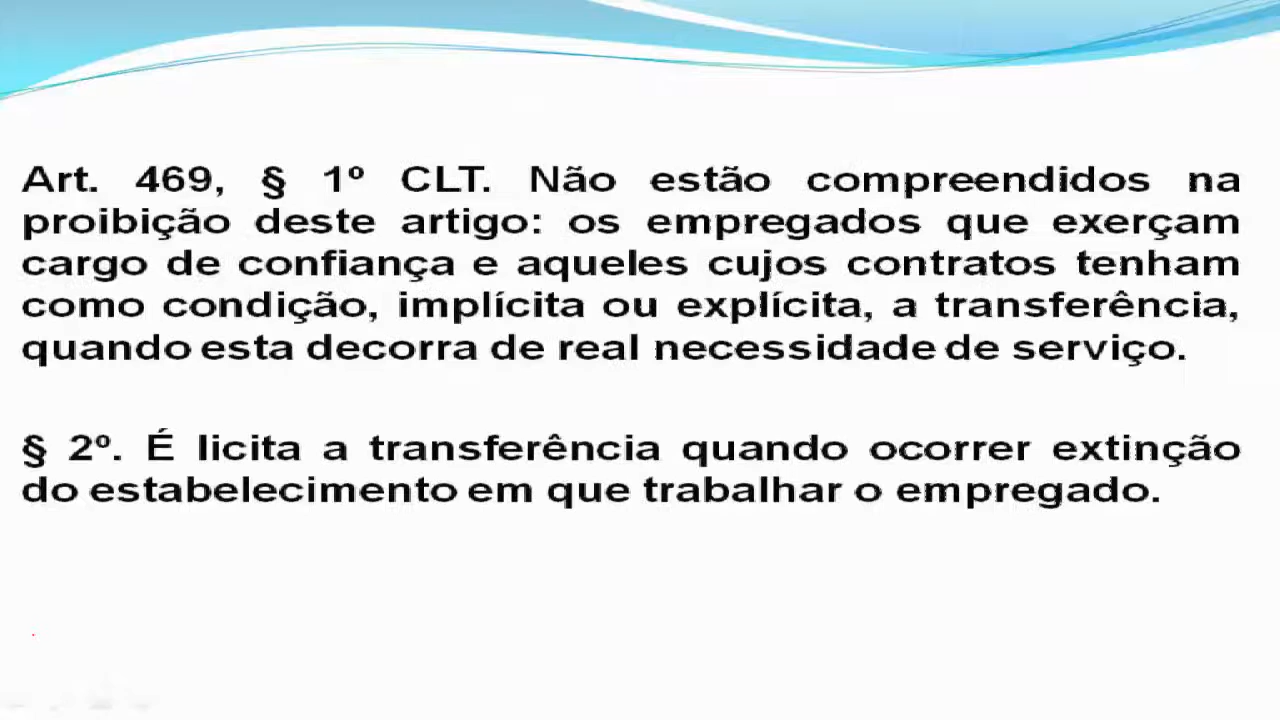 Art. 469, § 1º CLT. Não estão compreendidos na
proibição deste artigo: os empregados que exerçam
cargo de confiança e aqueles cujos contratos tenham
como condição, implícita ou explícita, a transferência,
quando esta decorra de real necessidade de serviço.
§ 2º. É licita a transferência quando ocorrer extinção
do estabelecimento em que trabalhar o empregado.